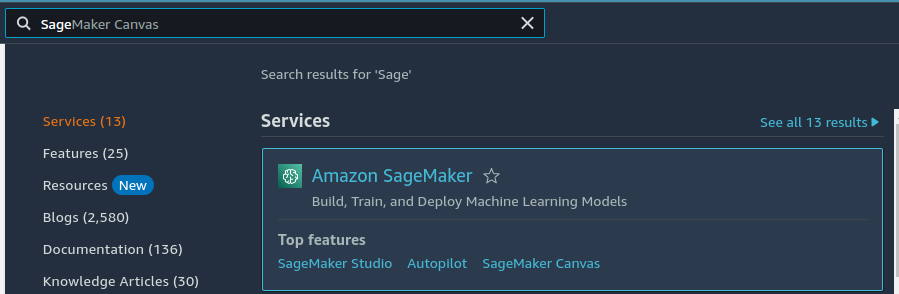 SageMaker Canvas
Search results for 'Sage'
Services (13)
Features (25)
Resources New
Blogs (2,580)
Documentation (136)
Knowledge Articles (30)
Services
See all 13 results
Amazon SageMaker
Build, Train, and Deploy Machine Learning Models
Top features
SageMaker Studio Autopilot SageMaker Canvas